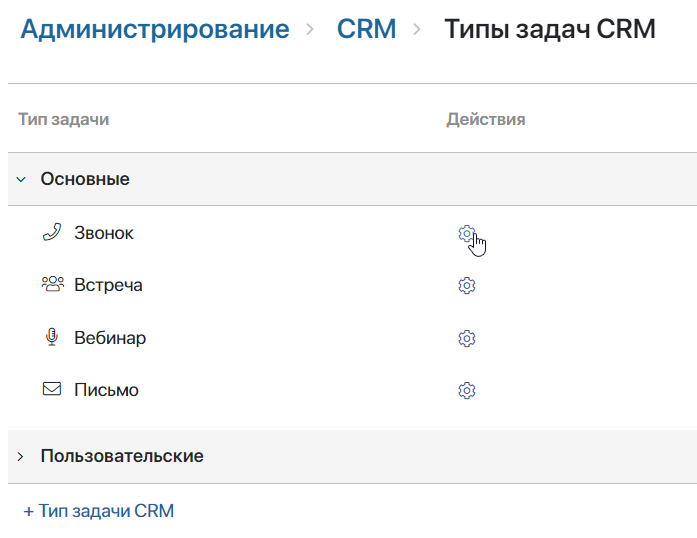 Администрирование > CRM > Типы задач CRM
Тип задачи Действия
Основные
Звонок
Встреча
Вебинар
Письмо
Пользовательские
+ Тип задачи CRM